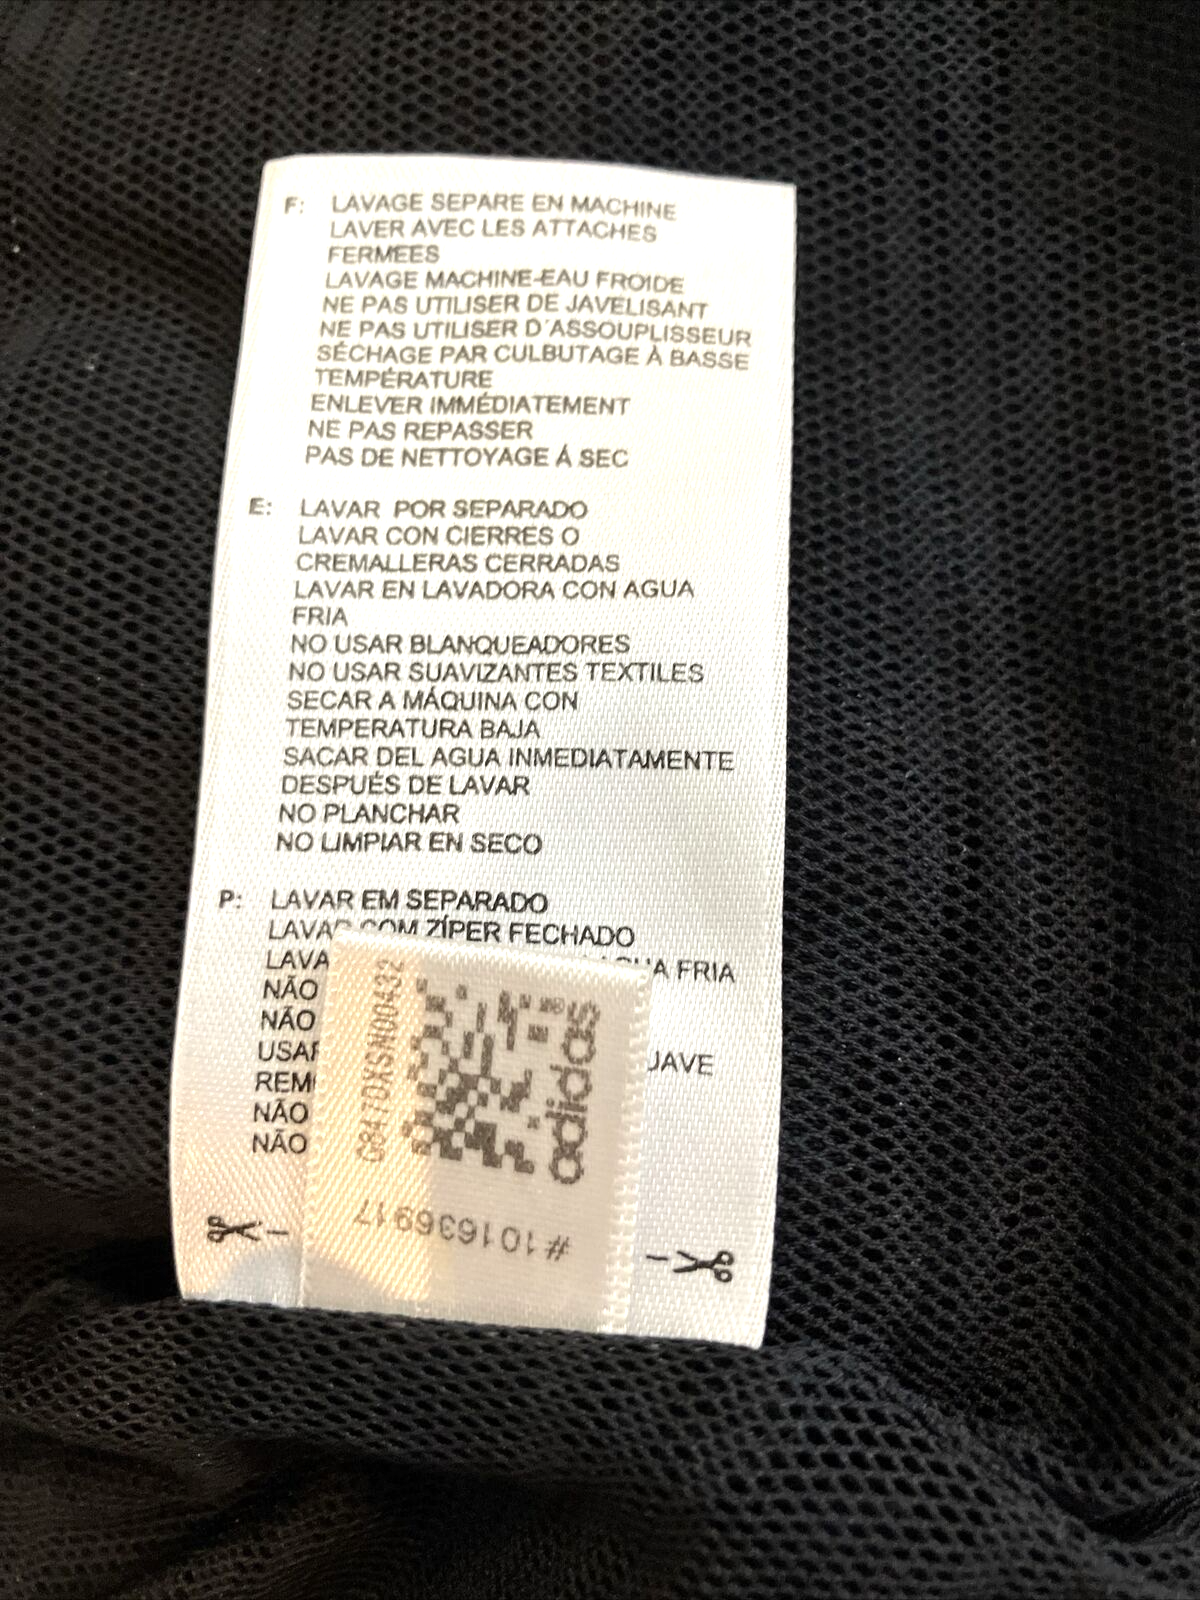 F: LAVAGE SEPARE EN MACHINE
LAVER AVEC LES ATTACHES
FERMEES
LAVAGE MACHINE-EAU FROIDE
NE PAS UTILISER DE JAVELISANT
NE PAS UTILISER D'ASSOUPLISSEUR
SÉCHAGE PAR CULBUTAGE À BASSE
TEMPÉRATURE
ENLEVER IMMÉDIATEMENT
NE PAS REPASSER
PAS DE NETTOYAGE Á SEC
E: LAVAR POR SEPARADO
LAVAR CON CIERRES O
CREMALLERAS CERRADAS
LAVAR EN LAVADORA CON AGUA
FRIA
NO USAR BLANQUEADORES
NO USAR SUAVIZANTES TEXTILES
SECAR A MÁQUINA CON
TEMPERATURA BAJA
SACAR DEL AGUA INMEDIATAMENTE
DESPUÉS DE LAVAR
NO PLANCHAR
NO LIMPIAR EN SECO
P: LAVAR EM SEPARADO
LAVAR COM ZÍPER FECHADO
FRIA
NÃO
NÃO
NÃO
NÃO
adidas
#101636917